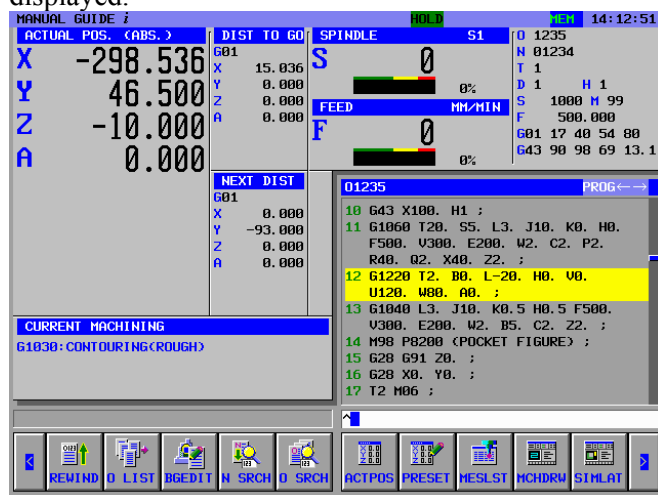 displayed.
MANUAL GUIDE i HOLD MEM 14:12:51
ACTUAL POS. (ABS.)
X -298.536
Y 46.500
Z -10.000
A 0.000
DIST TO GO
G01
X 15.036
Y 0.000
Z 0.000
A 0.000
NEXT DIST
G01
X 0.000
Y -93.000
Z 0.000
A 0.000
SPINDLE S1
S 0
0%
FEED MM/MIN
F 0
0%
O 1235
N 01234
T 1
D 1 H 1
S 1000 M 99
F 500.000
G01 17 40 54 80
G43 90 98 69 13.1
O1235 PROG←→
10 G43 X100. H1 ;
11 G1060 T20. S5. L3. J10. K0. H0.
F500. V300. E200. W2. C2. P2.
R40. Q2. X40. Z2. ;
12 G1220 T2. B0. L-20. H0. V0.
U120. W80. A0. ;
13 G1040 L3. J10. K0.5 H0.5 F500.
V300. E200. W2. B5. C2. Z2. ;
14 M98 P8200 (POCKET FIGURE) ;
15 G28 G91 Z0. ;
16 G28 X0. Y0. ;
17 T2 M06 ;
CURRENT MACHINING
G1030:CONTOURING(ROUGH)
^
< REWIND O LIST BGEDIT N SRCH O SRCH ACTPOS PRESET MESLST MCHDRW SIMLAT >